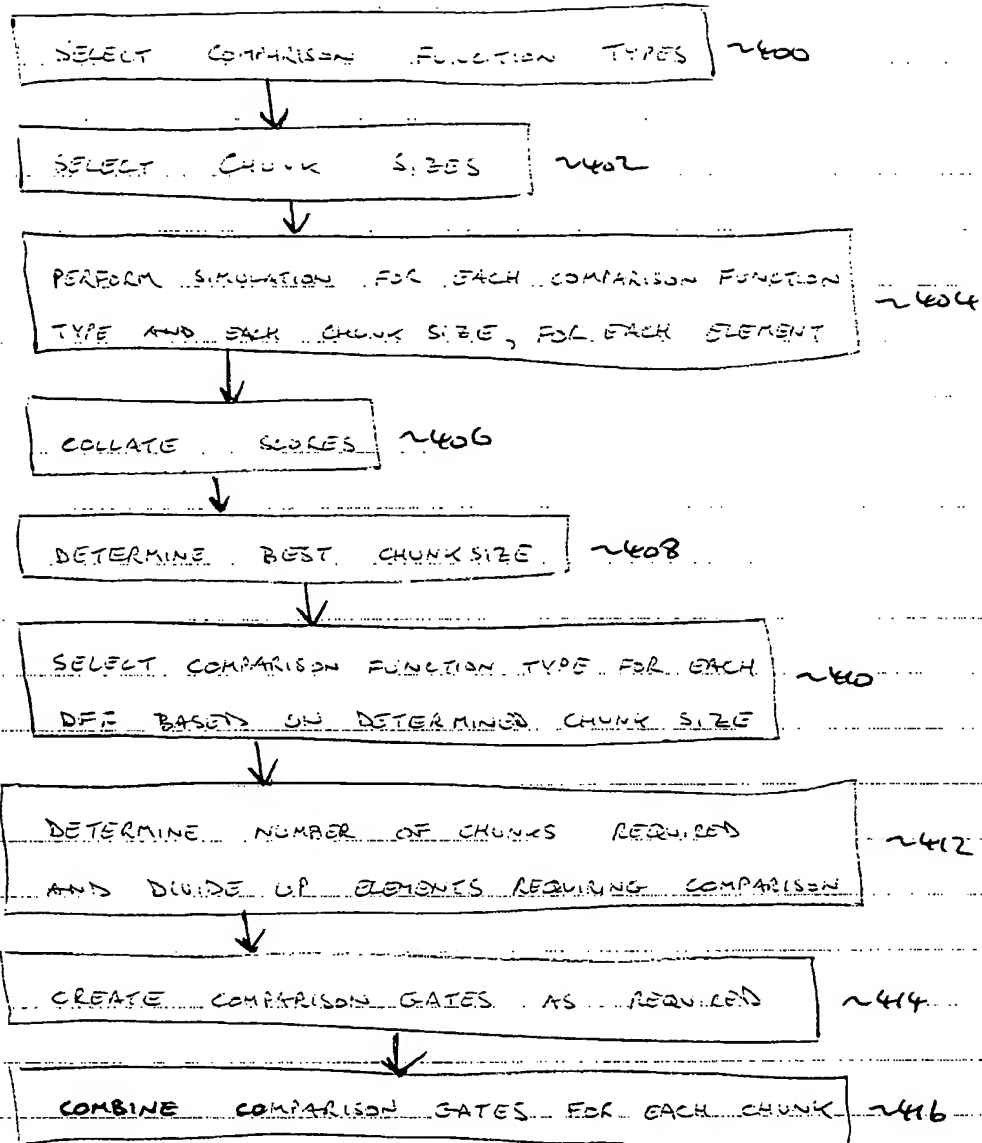 SELECT COMPARISON FUNCTION TYPES ~400
SELECT CHUNK SIZES ~402
PERFORM SIMULATION FOR EACH COMPARISON FUNCTION
TYPE AND EACH CHUNK SIZE, FOR EACH ELEMENT ~404
COLLATE SCORES ~406
DETERMINE BEST CHUNKSIZE ~408
SELECT COMPARISON FUNCTION TYPE FOR EACH ~410
DFF BASED ON DETERMINED CHUNK SIZE
DETERMINE NUMBER OF CHUNKS REQUIRED ~412
AND DIVIDE UP ELEMENTS REQUIRING COMPARISON
CREATE COMPARISON GATES AS REQUIRED ~414
COMBINE COMPARISON GATES FOR EACH CHUNK ~416